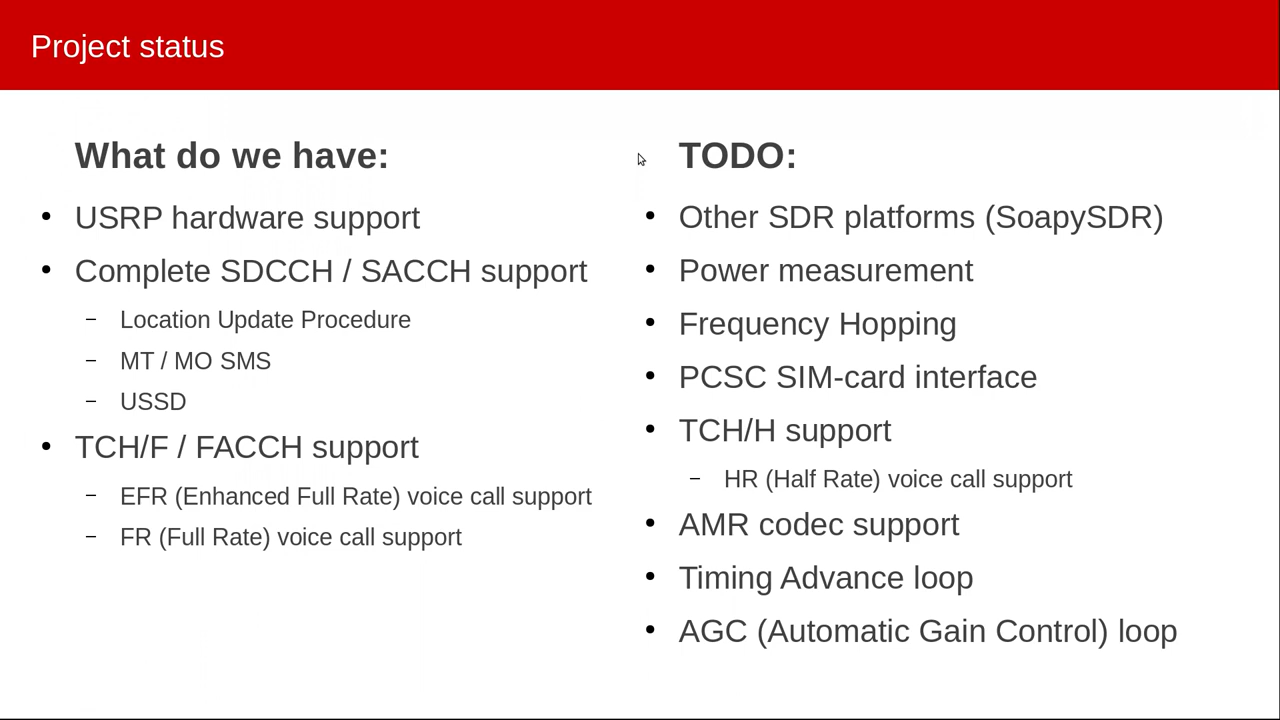 Project status
What do we have:
USRP hardware support
Complete SDCCH / SACCH support
Location Update Procedure
MT / MO SMS
USSD
TCH/F / FACCH support
EFR (Enhanced Full Rate) voice call support
FR (Full Rate) voice call support
TODO:
Other SDR platforms (SoapySDR)
Power measurement
Frequency Hopping
PCSC SIM-card interface
TCH/H support
HR (Half Rate) voice call support
AMR codec support
Timing Advance loop
AGC (Automatic Gain Control) loop